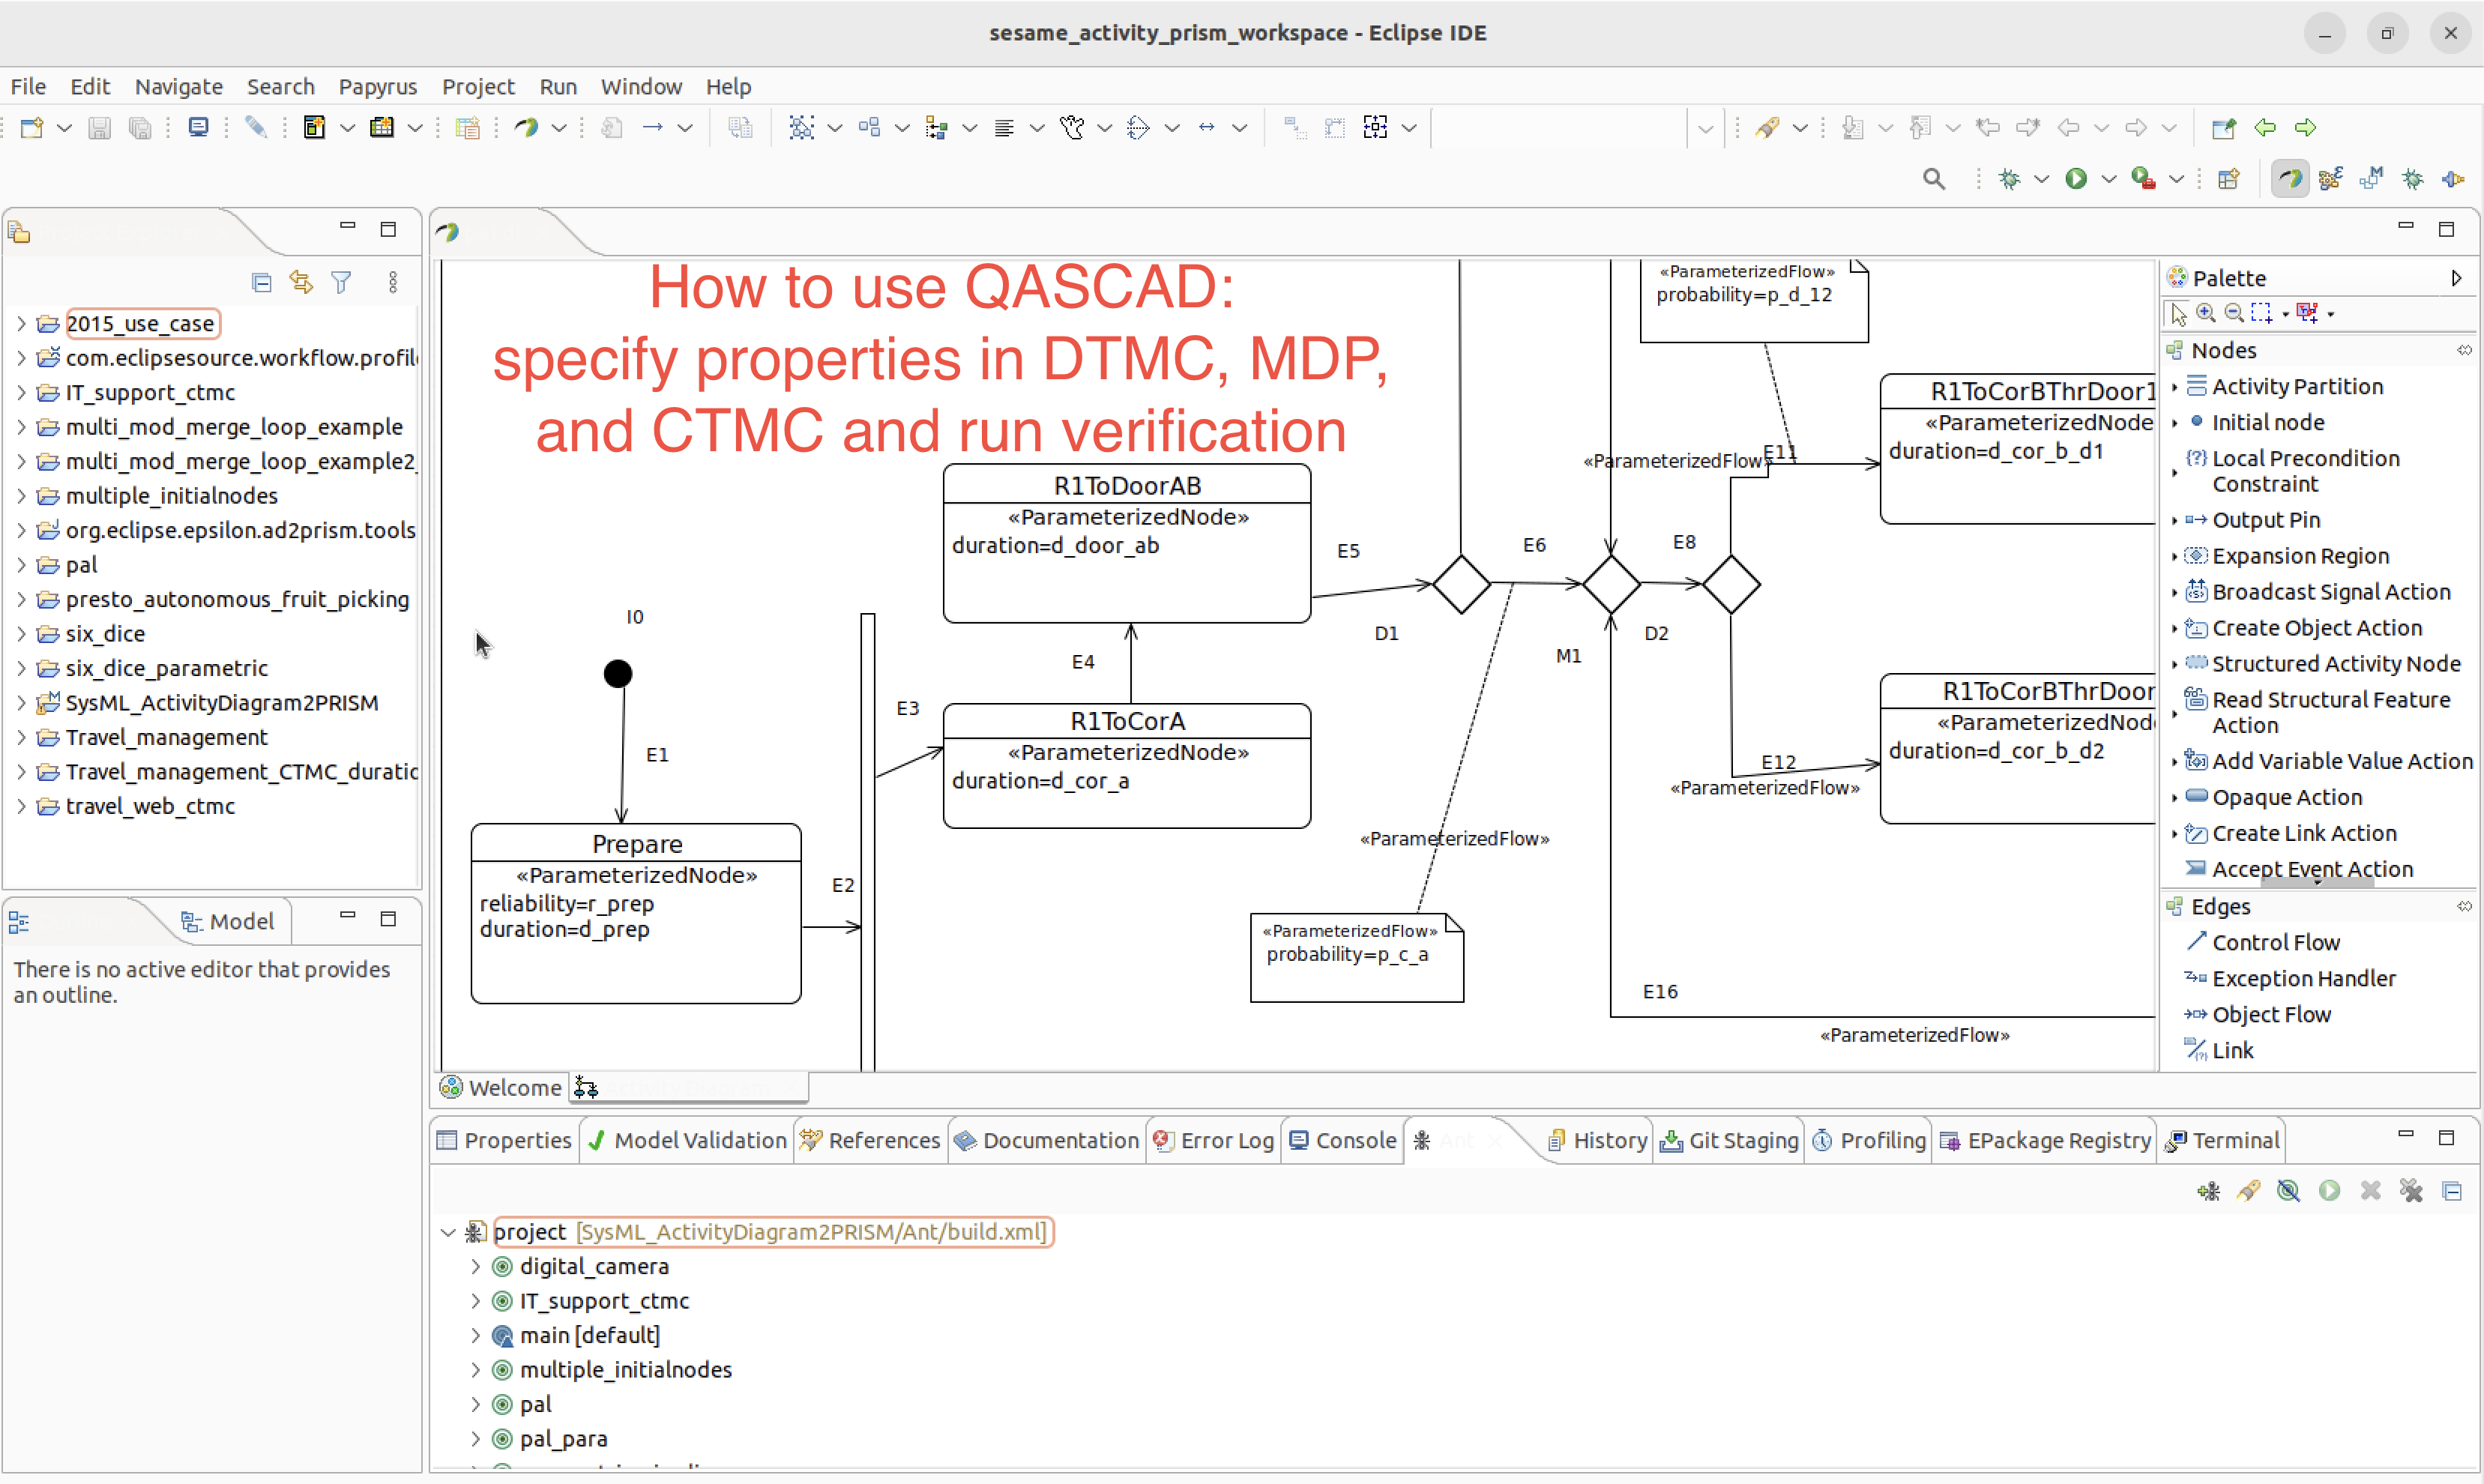 sesame_activity_prism_workspace - Eclipse IDE
File Edit Navigate Search Papyrus Project Run Window Help
2015_use_case
com.eclipsesource.workflow.profil
IT_support_ctmc
multi_mod_merge_loop_example
multi_mod_merge_loop_example2_
multiple_initialnodes
org.eclipse.epsilon.ad2prism.tools
pal
presto_autonomous_fruit_picking
six_dice
six_dice_parametric
SysML_ActivityDiagram2PRISM
Travel_management
Travel_management_CTMC_duratio
travel_web_ctmc
Model
There is no active editor that provides
an outline.
How to use QASCAD:
specify properties in DTMC, MDP,
and CTMC and run verification
«ParameterizedFlow»
probability=p_d_12
R1ToCorBThrDoor1
«ParameterizedNode
duration=d_cor_b_d1
E11
«ParameterizedFlow»
R1ToDoorAB
«ParameterizedNode»
duration=d_door_ab
E5
E6
E8
D1
M1
D2
I0
E1
E4
E3
R1ToCorA
«ParameterizedNode»
duration=d_cor_a
R1ToCorBThrDoor
«ParameterizedNod
duration=d_cor_b_d2
E12
«ParameterizedFlow»
«ParameterizedFlow»
Prepare
«ParameterizedNode»
reliability=r_prep
duration=d_prep
E2
«ParameterizedFlow»
probability=p_c_a
E16
«ParameterizedFlow»
Welcome
Palette
Nodes
Activity Partition
Initial node
Local Precondition
Constraint
Output Pin
Expansion Region
Broadcast Signal Action
Create Object Action
Structured Activity Node
Read Structural Feature
Action
Add Variable Value Action
Opaque Action
Create Link Action
Accept Event Action
Edges
Control Flow
Exception Handler
Object Flow
Link
Properties Model Validation References Documentation Error Log Console Ant History Git Staging Profiling EPackage Registry Terminal
project [SysML_ActivityDiagram2PRISM/Ant/build.xml]
digital_camera
IT_support_ctmc
main [default]
multiple_initialnodes
pal
pal_para